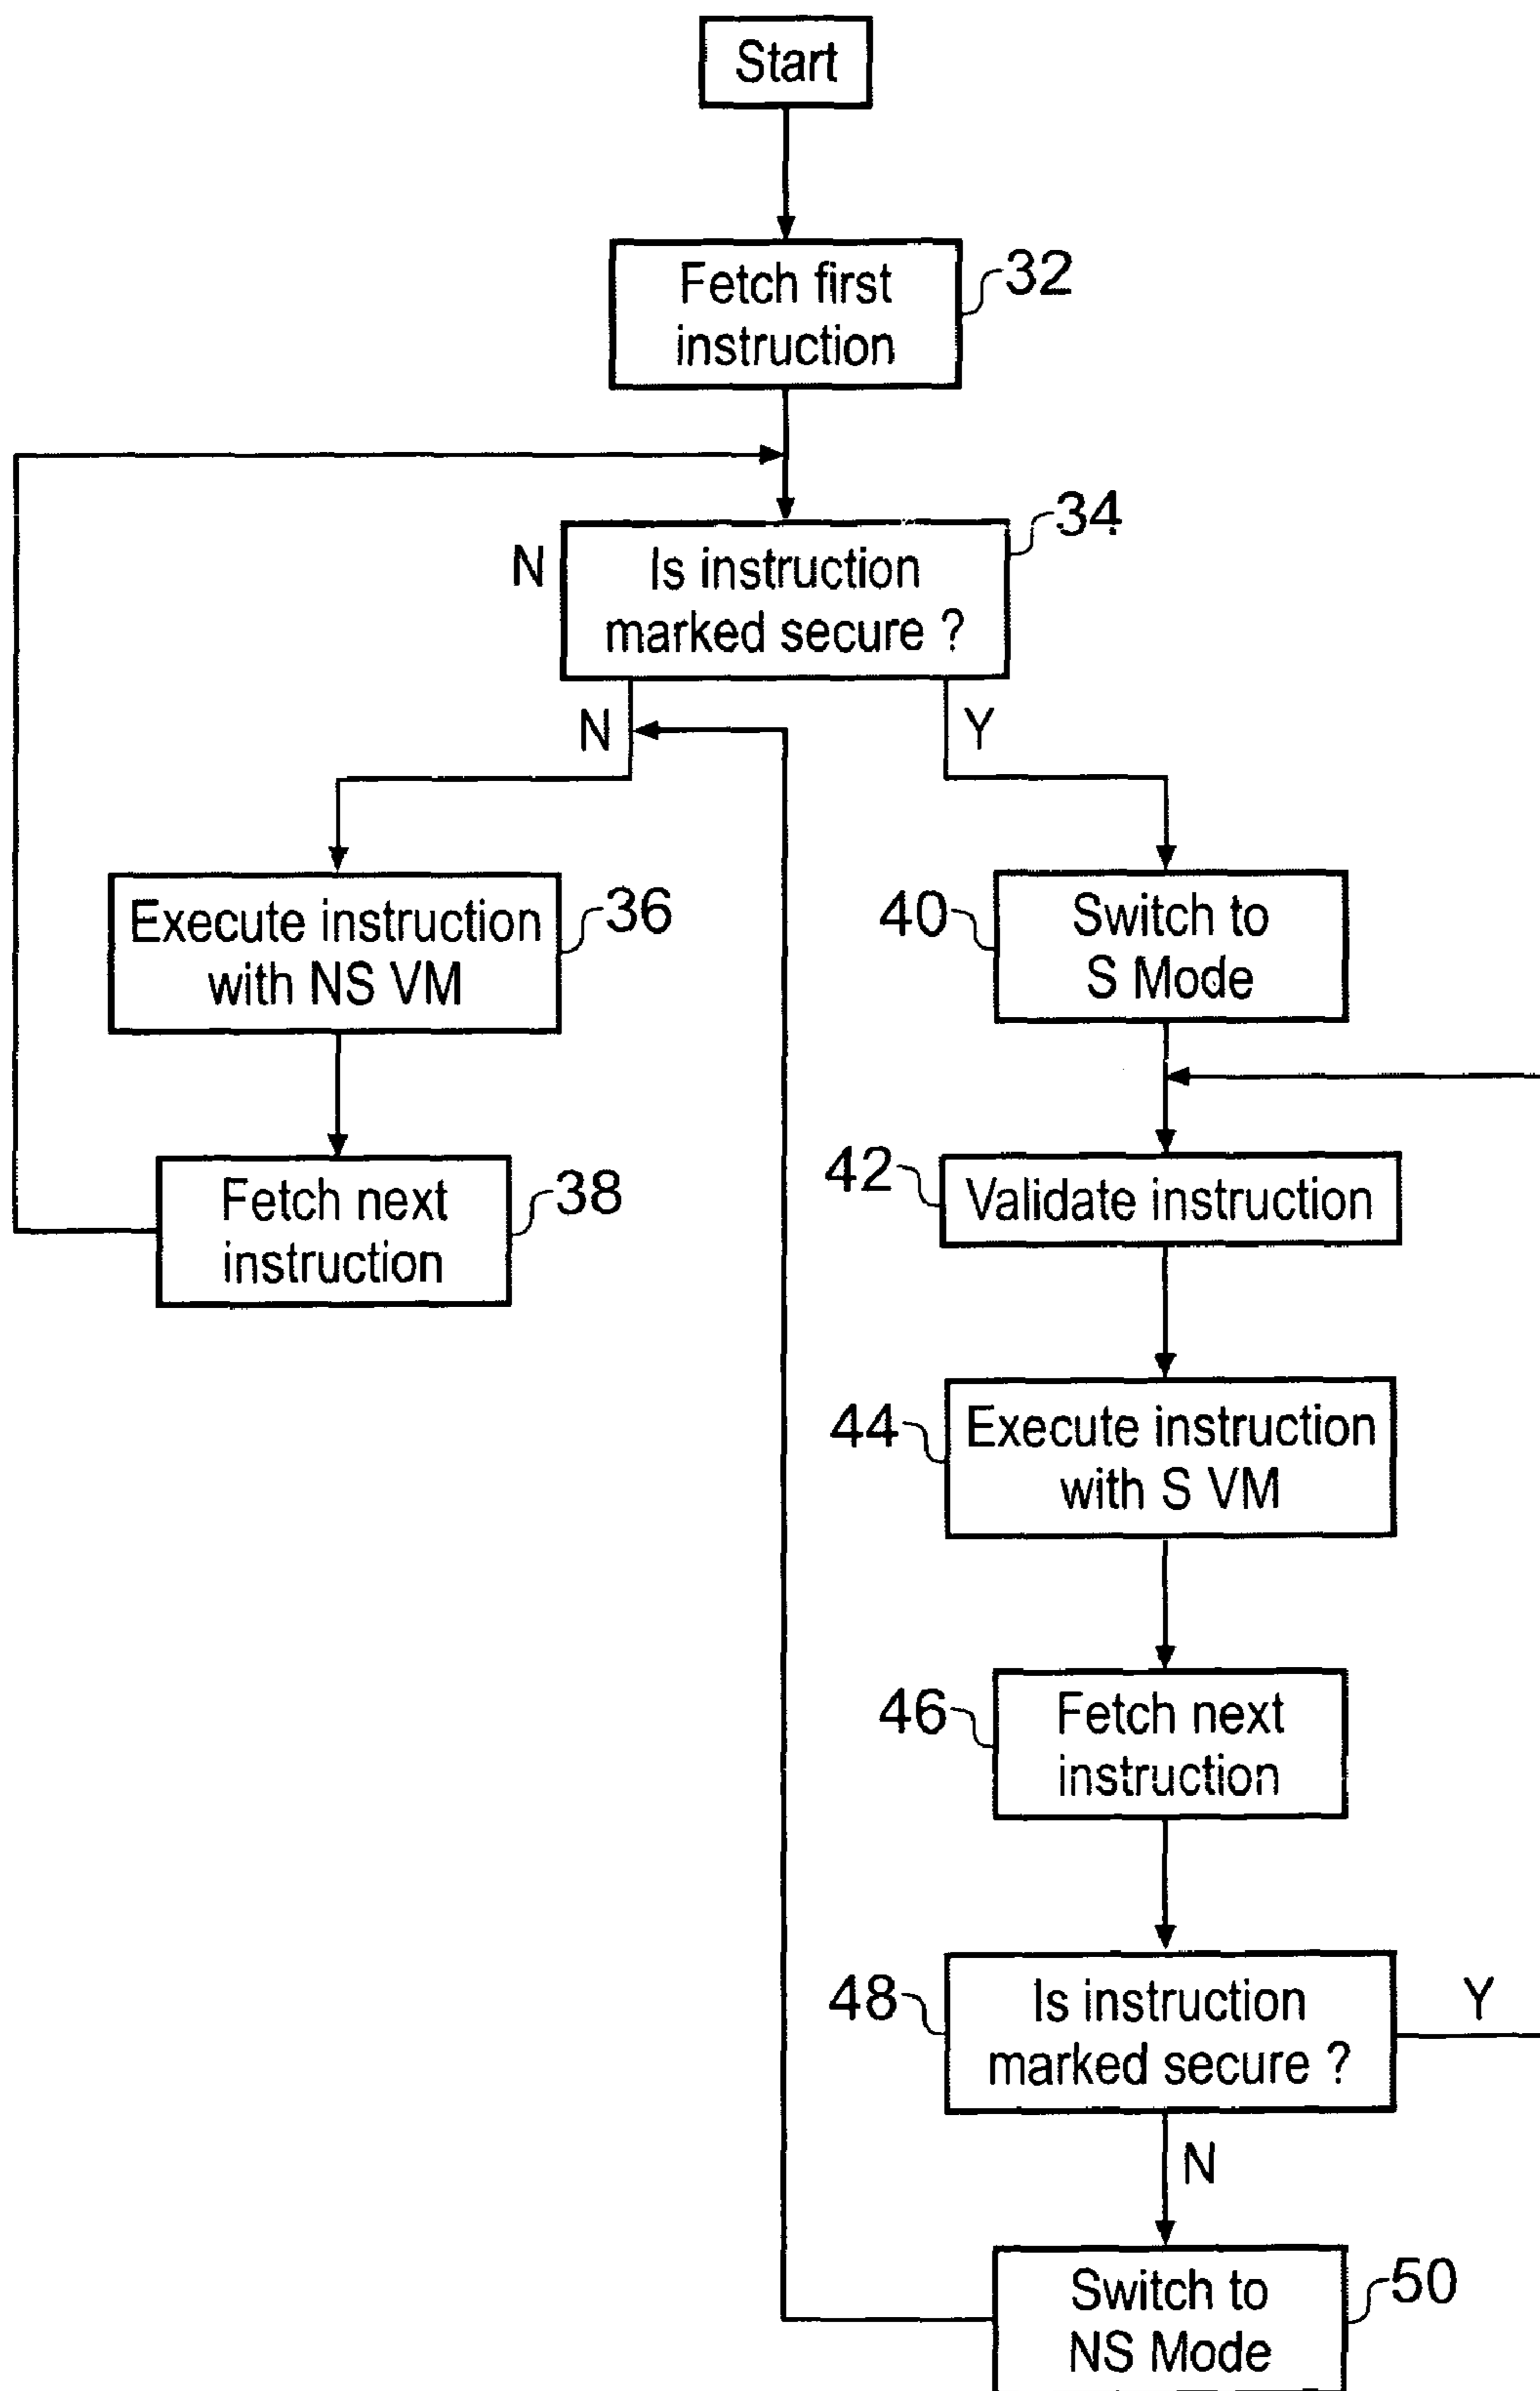 Start
Fetch first
instruction
32
Is instruction
marked secure ?
34
N
N
Y
Execute instruction
with NS VM
36
Fetch next
instruction
38
40
Switch to
S Mode
42
Validate instruction
44
Execute instruction
with S VM
46
Fetch next
instruction
48
Is instruction
marked secure ?
Y
N
Switch to
NS Mode
50